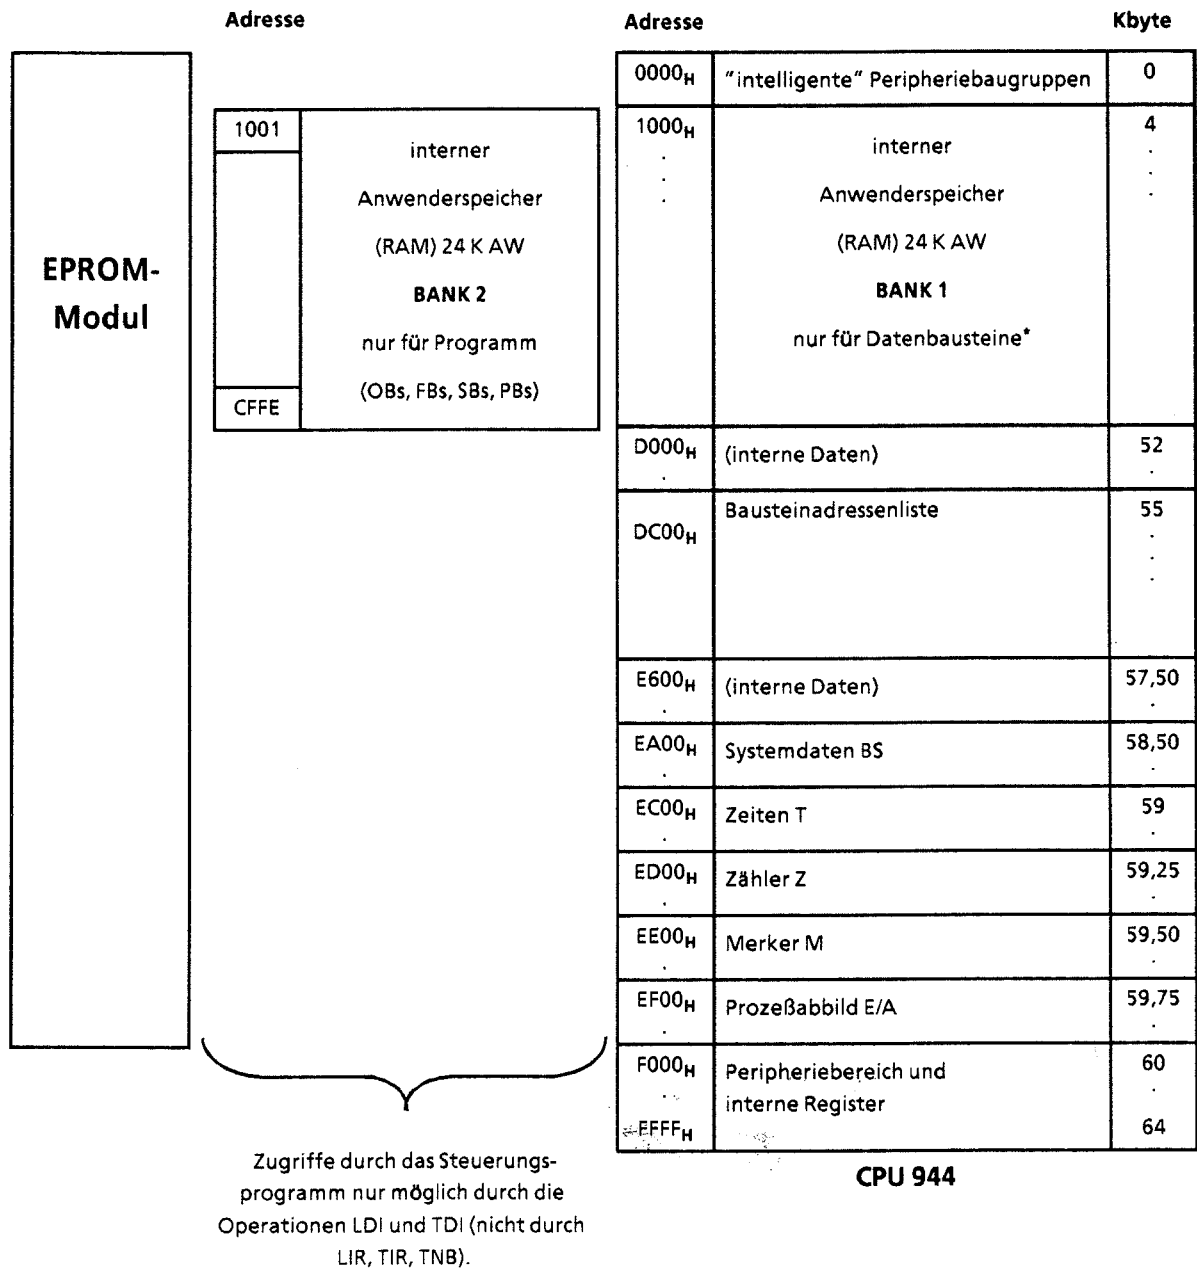 Adresse
Adresse
Kbyte
EPROM-
Modul
1001
interner
Anwenderspeicher
(RAM) 24 K AW
BANK 2
nur für Programm
(OBs, FBs, SBs, PBs)
CFFE
0000H "intelligente" Peripheriebaugruppen 0
1000H 4
interner
Anwenderspeicher
(RAM) 24 K AW
BANK 1
nur für Datenbausteine*
D000H (interne Daten) 52
DC00H Bausteinadressenliste 55
E600H (interne Daten) 57,50
EA00H Systemdaten BS 58,50
EC00H Zeiten T 59
ED00H Zähler Z 59,25
EE00H Merker M 59,50
EF00H Prozeßabbild E/A 59,75
F000H Peripheriebereich und 60
interne Register
FFFFH 64
CPU 944
Zugriffe durch das Steuerungs-
programm nur möglich durch die
Operationen LDI und TDI (nicht durch
LIR, TIR, TNB).